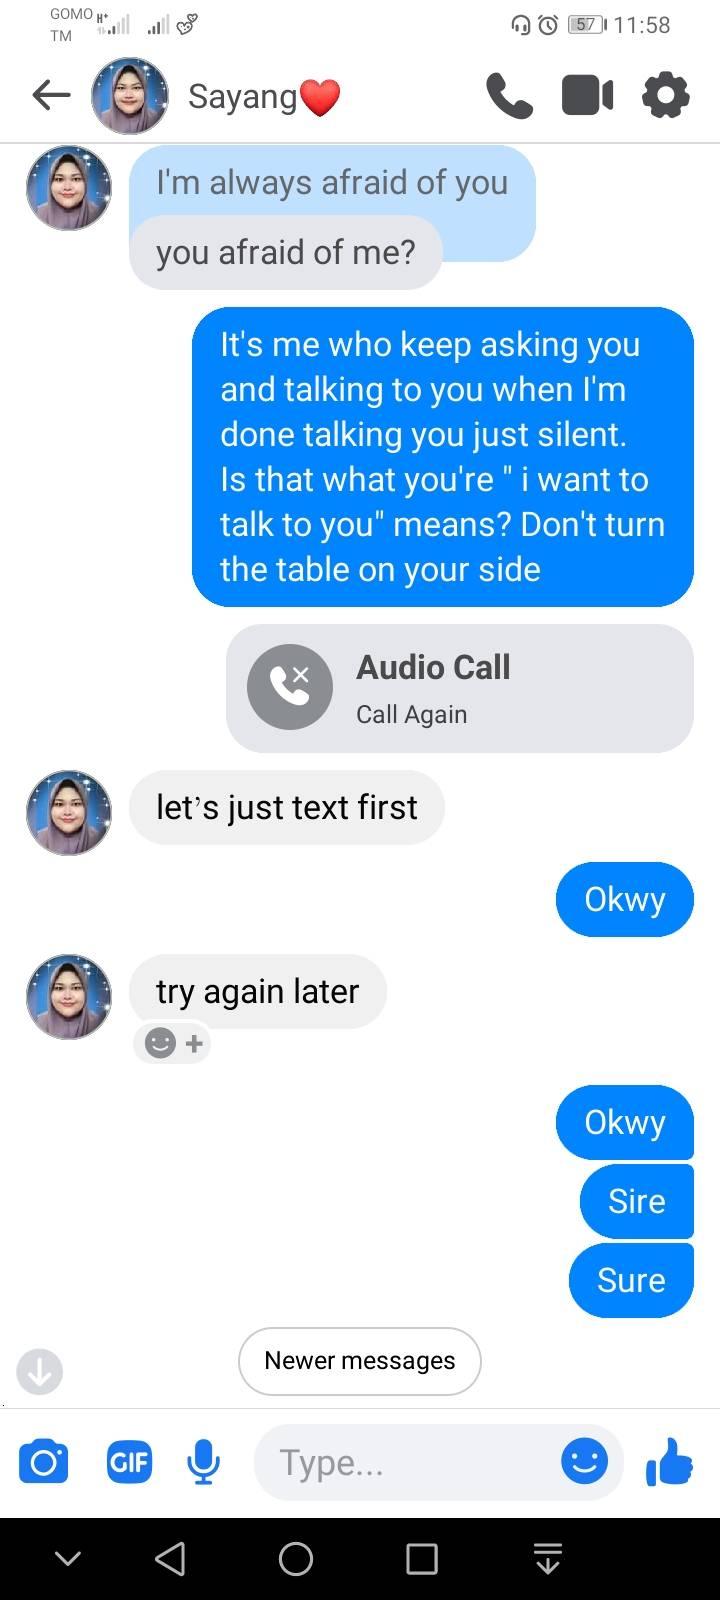 GOMO
TM
H+
57 11:58
Sayang❤️
I'm always afraid of you
you afraid of me?
It's me who keep asking you
and talking to you when I'm
done talking you just silent.
Is that what you're " i want to
talk to you" means? Don't turn
the table on your side
Audio Call
Call Again
let's just text first
Okwy
try again later
Okwy
Sire
Sure
Newer messages
GIF
Type...